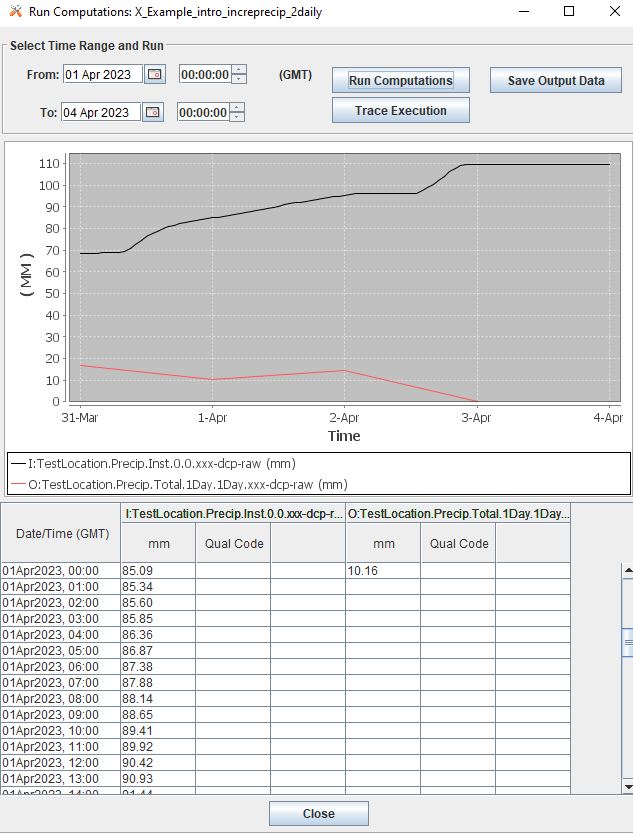 Run Computations: X_Example_intro_increprecip_2daily
Select Time Range and Run
From: 01 Apr 2023 00:00:00 (GMT) Run Computations Save Output Data
To: 04 Apr 2023 00:00:00 Trace Execution
110
100
90
80
70
60
50
40
30
20
10
0
( MM )
31-Mar 1-Apr 2-Apr 3-Apr 4-Apr
Time
I:TestLocation.Precip.Inst.0.0.xxx-dcp-raw (mm)
O:TestLocation.Precip.Total.1Day.1Day.xxx-dcp-raw (mm)
Date/Time (GMT) I:TestLocation.Precip.Inst.0.0.xxx-dcp-r... O:TestLocation.Precip.Total.1Day.1Day....
mm Qual Code mm Qual Code
01Apr2023, 00:00 85.09 10.16
01Apr2023, 01:00 85.34
01Apr2023, 02:00 85.60
01Apr2023, 03:00 85.85
01Apr2023, 04:00 86.36
01Apr2023, 05:00 86.87
01Apr2023, 06:00 87.38
01Apr2023, 07:00 87.88
01Apr2023, 08:00 88.14
01Apr2023, 09:00 88.65
01Apr2023, 10:00 89.41
01Apr2023, 11:00 89.92
01Apr2023, 12:00 90.42
01Apr2023, 13:00 90.93
01Apr2023, 14:00 91.44
Close